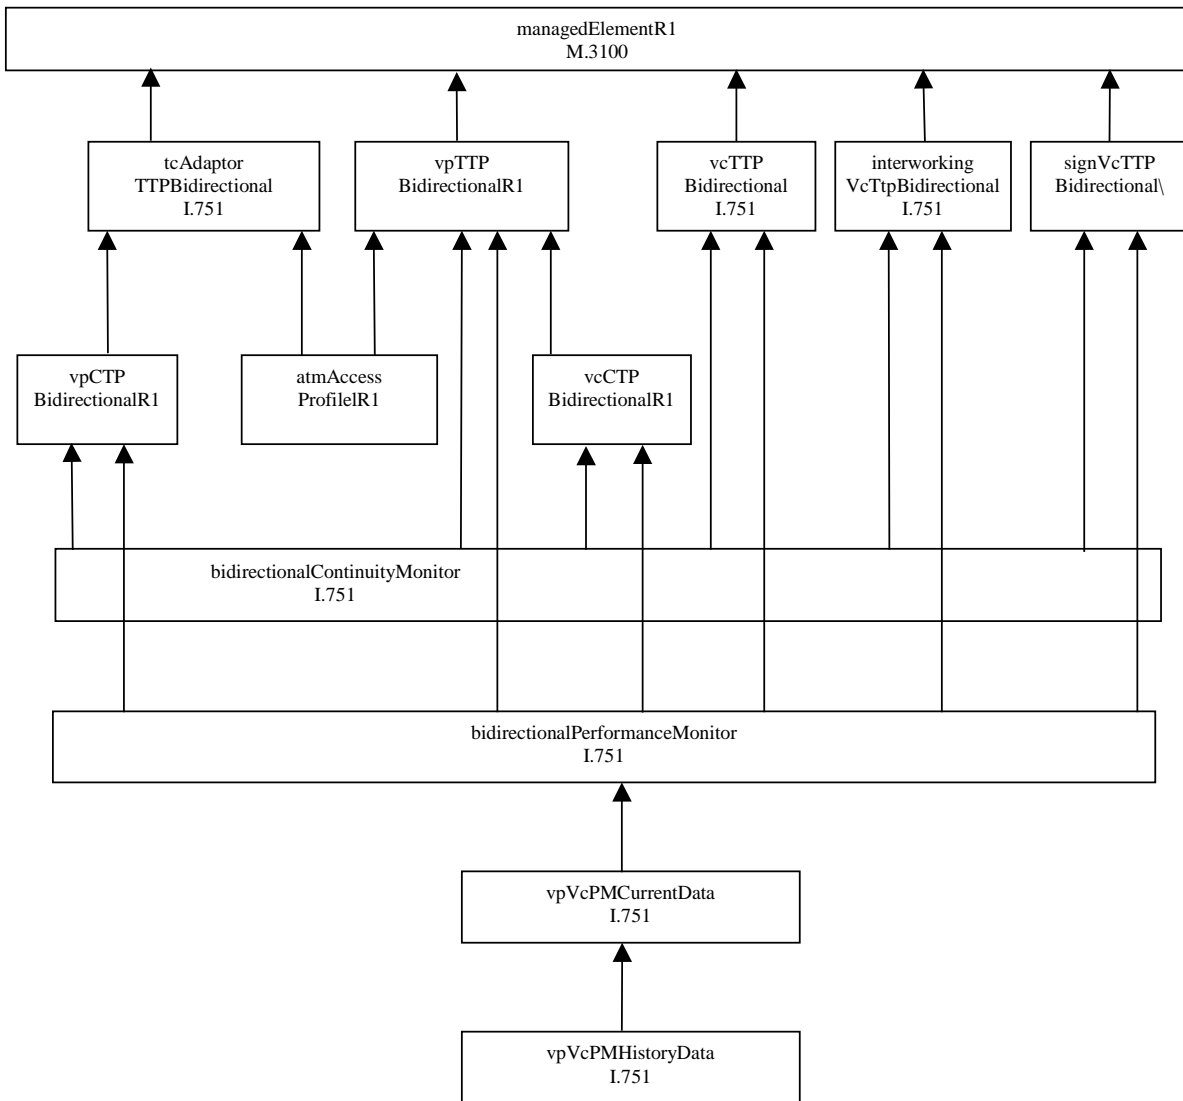 managedElementR1
M.3100
tcAdaptor
TTPBidirectional
I.751
vpTTP
BidirectionalR1
vcTTP
Bidirectional
I.751
interworking
VcTtpBidirectional
I.751
signVcTTP
Bidirectional\
vpCTP
BidirectionalR1
atmAccess
ProfilelR1
vcCTP
BidirectionalR1
bidirectionalContinuityMonitor
I.751
bidirectionalPerformanceMonitor
I.751
vpVcPMCurrentData
I.751
vpVcPMHistoryData
I.751